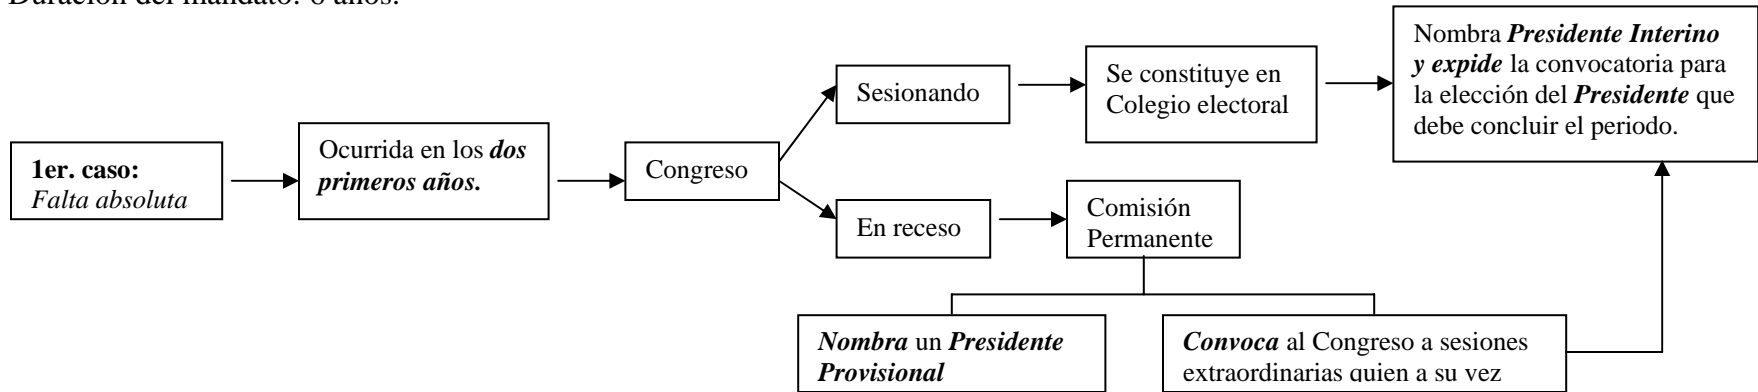 Duración del mandato: 6 años.
1er. caso:
Falta absoluta
Ocurrida en los dos
primeros años.
Congreso
Sesionando
Se constituye en
Colegio electoral
Nombra Presidente Interino
y expide la convocatoria para
la elección del Presidente que
debe concluir el periodo.
En receso
Comisión
Permanente
Nombra un Presidente
Provisional
Convoca al Congreso a sesiones
extraordinarias quien a su vez